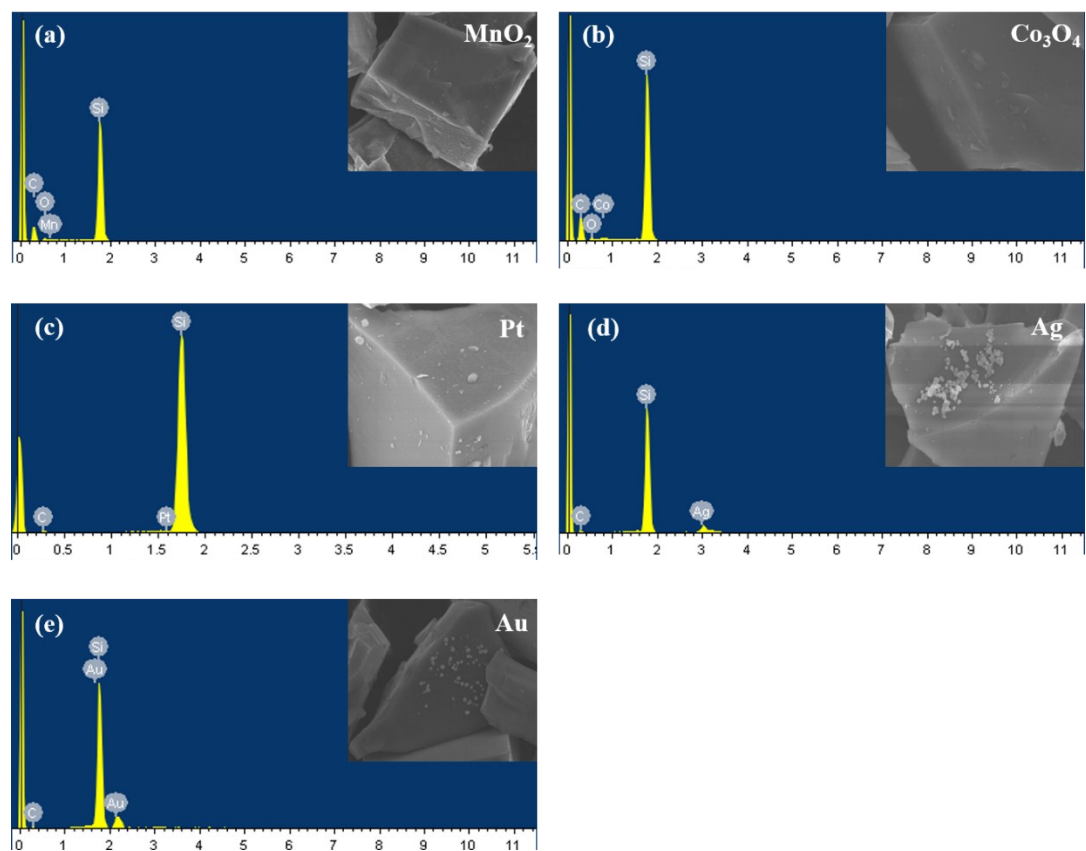 (a) MnO₂
Si
C
O
Mn
0 1 2 3 4 5 6 7 8 9 10 11
(b) Co₃O₄
Si
C Co
O
0 1 2 3 4 5 6 7 8 9 10 11
(c) Pt
Si
C Pt
0 0.5 1 1.5 2 2.5 3 3.5 4 4.5 5 5.5
(d) Ag
Si
C Ag
0 1 2 3 4 5 6 7 8 9 10 11
(e) Au
Si
Au
C Au
0 1 2 3 4 5 6 7 8 9 10 11